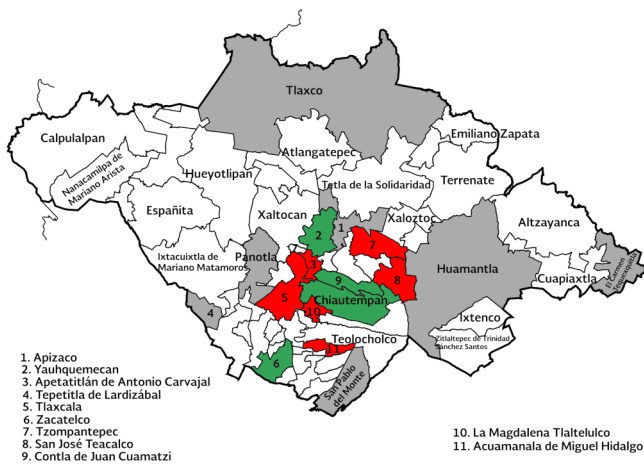 Tlaxco
Calpulalpan
Emiliano Zapata
Nanacamilpa de
Mariano Arista
Atlangatepec
Hueyotlipan
Terrenate
Tetla de la Solidaridad
Españita
Xaltocan
Xaloztoc
Altzayanca
1
2
7
Ixtacuixtla de
Mariano Matamoros
Panotla
3
Huamantla
El Carmen
Tequexquitla
9
8
Cuapiaxtla
Chiautempan
5
4
10
Ixtenco
Teolocholco
Zitlaltepec de Trinidad
Sánchez Santos
11
6
San Pablo
del Monte
1. Apizaco
2. Yauhquemecan
3. Apetatitlán de Antonio Carvajal
4. Tepetitla de Lardizábal
5. Tlaxcala
6. Zacatelco
7. Tzompantepec
8. San José Teacalco
9. Contla de Juan Cuamatzi
10. La Magdalena Tlaltelulco
11. Acuamanala de Miguel Hidalgo